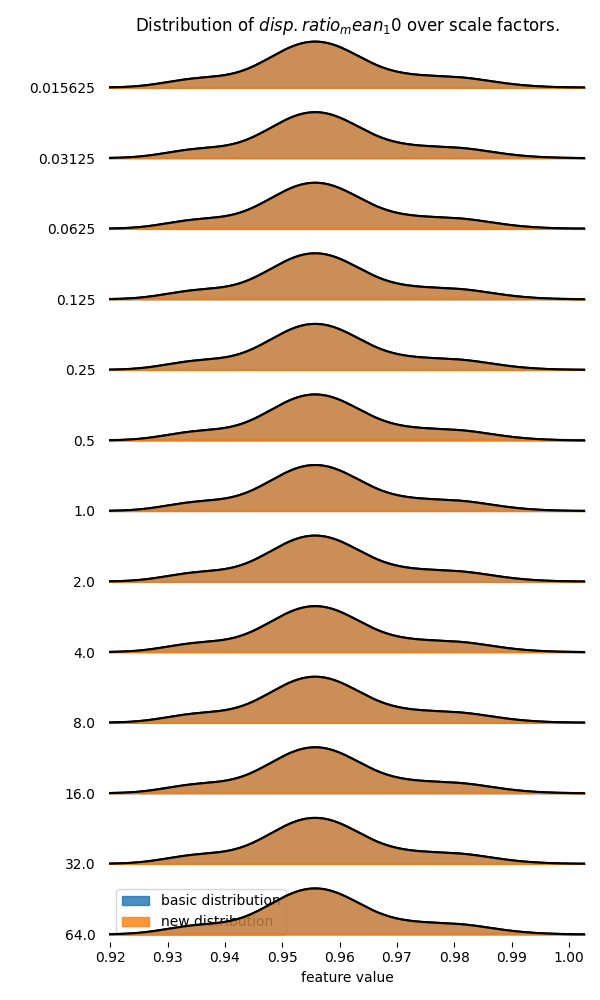 Distribution of disp.ratio_mean_10 over scale factors.
0.015625
0.03125
0.0625
0.125
0.25
0.5
1.0
2.0
4.0
8.0
16.0
32.0
64.0
basic distribution
new distribution
0.92 0.93 0.94 0.95 0.96 0.97 0.98 0.99 1.00
feature value